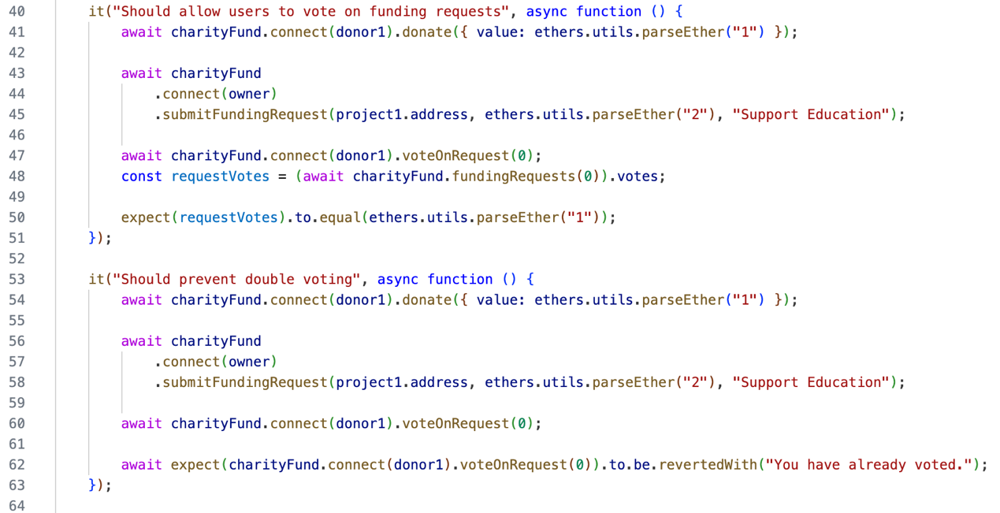 40 it("Should allow users to vote on funding requests", async function () {
41 await charityFund.connect(donor1).donate({ value: ethers.utils.parseEther("1") });
42
43 await charityFund
44 .connect(owner)
45 .submitFundingRequest(project1.address, ethers.utils.parseEther("2"), "Support Education");
46
47 await charityFund.connect(donor1).voteOnRequest(0);
48 const requestVotes = (await charityFund.fundingRequests(0)).votes;
49
50 expect(requestVotes).to.equal(ethers.utils.parseEther("1"));
51 });
52
53 it("Should prevent double voting", async function () {
54 await charityFund.connect(donor1).donate({ value: ethers.utils.parseEther("1") });
55
56 await charityFund
57 .connect(owner)
58 .submitFundingRequest(project1.address, ethers.utils.parseEther("2"), "Support Education");
59
60 await charityFund.connect(donor1).voteOnRequest(0);
61
62 await expect(charityFund.connect(donor1).voteOnRequest(0)).to.be.revertedWith("You have already voted.");
63 });
64